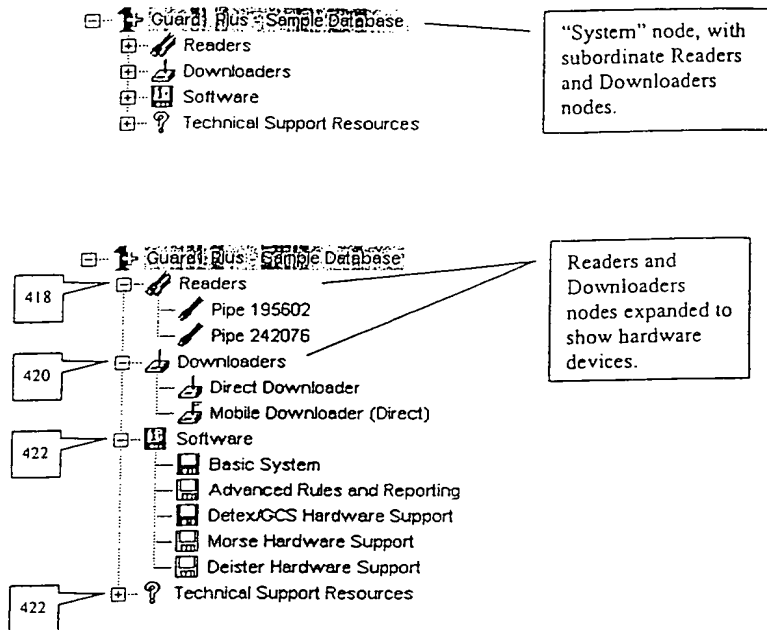 Guard1 Plus - Sample Database
Readers
Downloaders
Software
Technical Support Resources
“System” node, with
subordinate Readers
and Downloaders
nodes.
Guard1 Plus - Sample Database
418
Readers
Pipe 195602
Pipe 242076
420
Downloaders
Direct Downloader
Mobile Downloader (Direct)
422
Software
Basic System
Advanced Rules and Reporting
Detex/GCS Hardware Support
Morse Hardware Support
Deister Hardware Support
422
Technical Support Resources
Readers and
Downloaders
nodes expanded to
show hardware
devices.